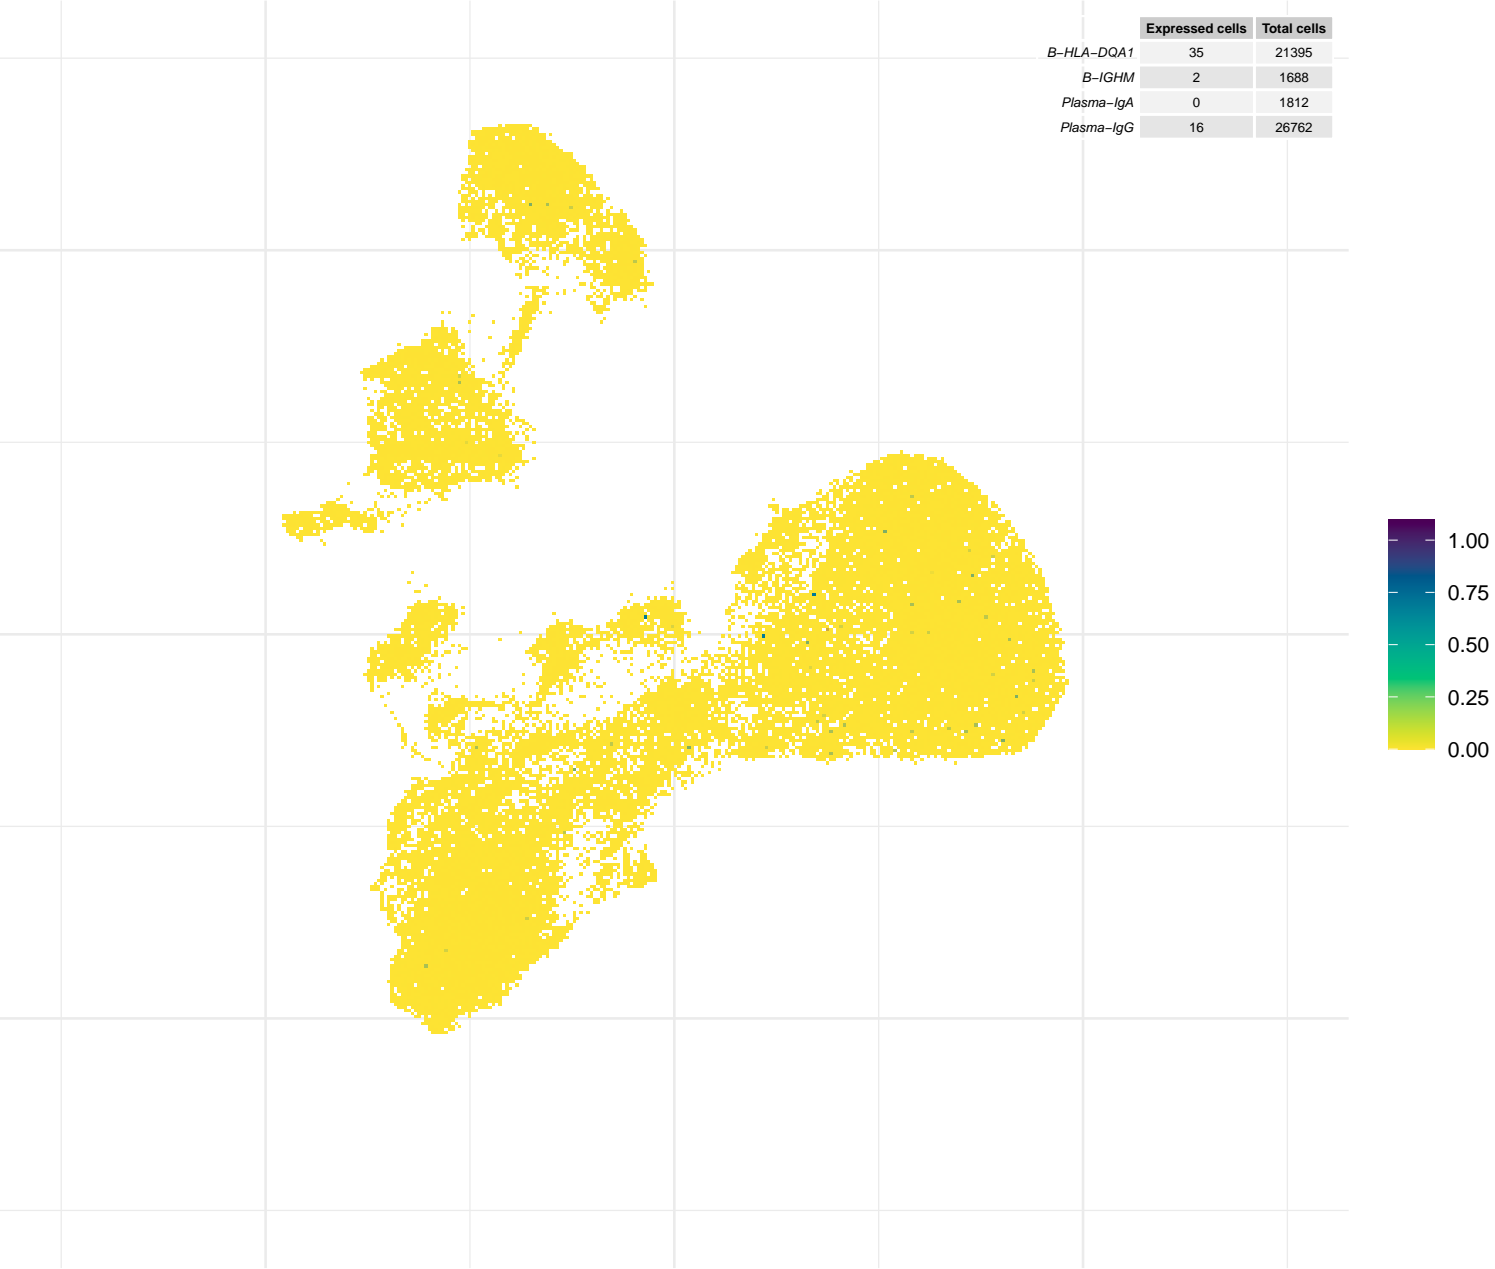 Expressed cells Total cells
B−HLA−DQA1 35 21395
B−IGHM 2 1688
Plasma−IgA 0 1812
Plasma−IgG 16 26762
1.00
0.75
0.50
0.25
0.00